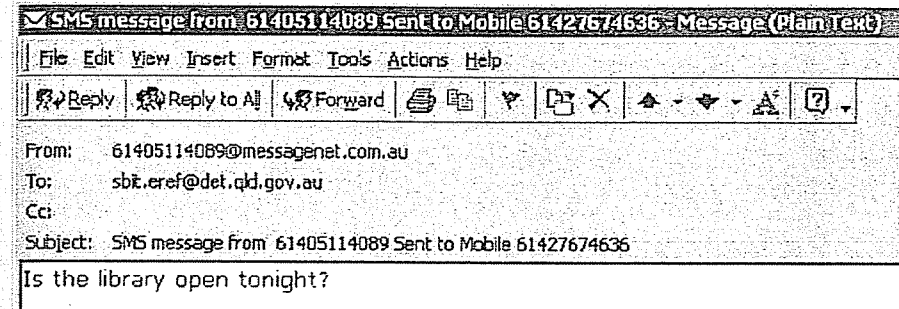 SMS message from 61405114089 Sent to Mobile 61427674636 - Message (Plain Text)
File Edit View Insert Format Tools Actions Help
Reply Reply to All Forward
From: 61405114089@messagenet.com.au
To: sbit.eref@det.qld.gov.au
Cc:
Subject: SMS message from 61405114089 Sent to Mobile 61427674636
Is the library open tonight?